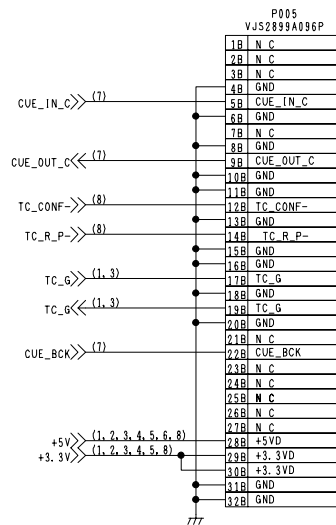 P005
VJS2899A096P
1B N C
2B N C
3B N C
4B GND
CUE_IN_C (7) 5B CUE_IN_C
6B GND
7B N C
8B GND
CUE_OUT_C (7) 9B CUE_OUT_C
10B GND
11B GND
TC_CONF- (8) 12B TC_CONF-
13B GND
TC_R_P- (8) 14B TC_R_P-
15B GND
16B GND
TC_G (1, 3) 17B TC_G
18B GND
TC_G (1, 3) 19B TC_G
20B GND
21B N C
CUE_BCK (7) 22B CUE_BCK
23B N C
24B N C
25B N C
26B N C
27B N C
+5V (1, 2, 3, 4, 5, 6, 8) 28B +5VD
+3.3V (1, 2, 3, 4, 5, 8) 29B +3.3VD
30B +3.3VD
31B GND
32B GND